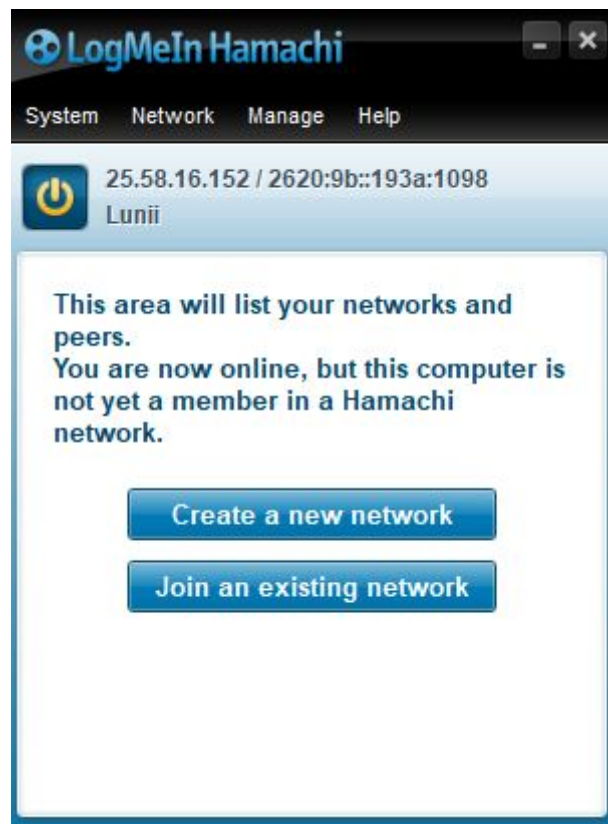 LogMeIn Hamachi
System Network Manage Help
25.58.16.152 / 2620:9b::193a:1098
Lunii
This area will list your networks and
peers.
You are now online, but this computer is
not yet a member in a Hamachi
network.
Create a new network
Join an existing network